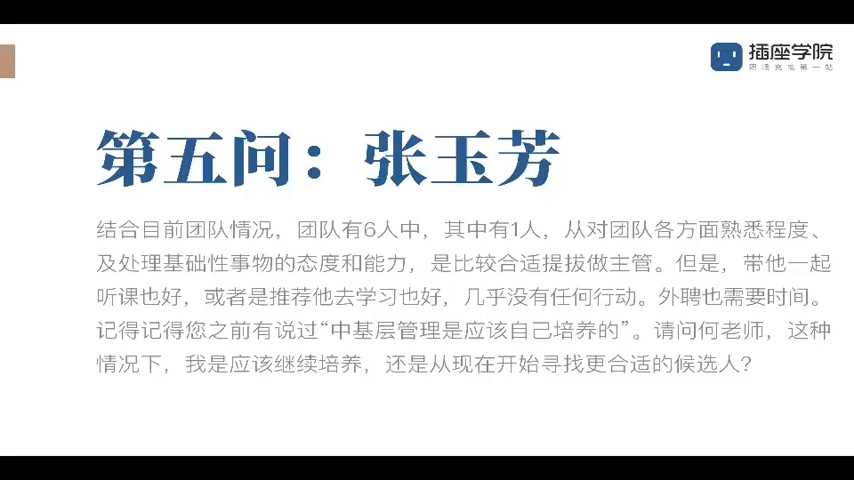 插座学院
职场充电第一站
第五问：张玉芳
结合目前团队情况，团队有6人中，其中有1人，从对团队各方面熟悉程度、
及处理基础性事物的态度和能力，是比较合适提拔做主管。但是，带他一起
听课也好，或者是推荐他去学习也好，几乎没有任何行动。外聘也需要时间。
记得记得您之前有说过“中基层管理是应该自己培养的”。请问何老师，这种
情况下，我是应该继续培养，还是从现在开始寻找更合适的候选人？